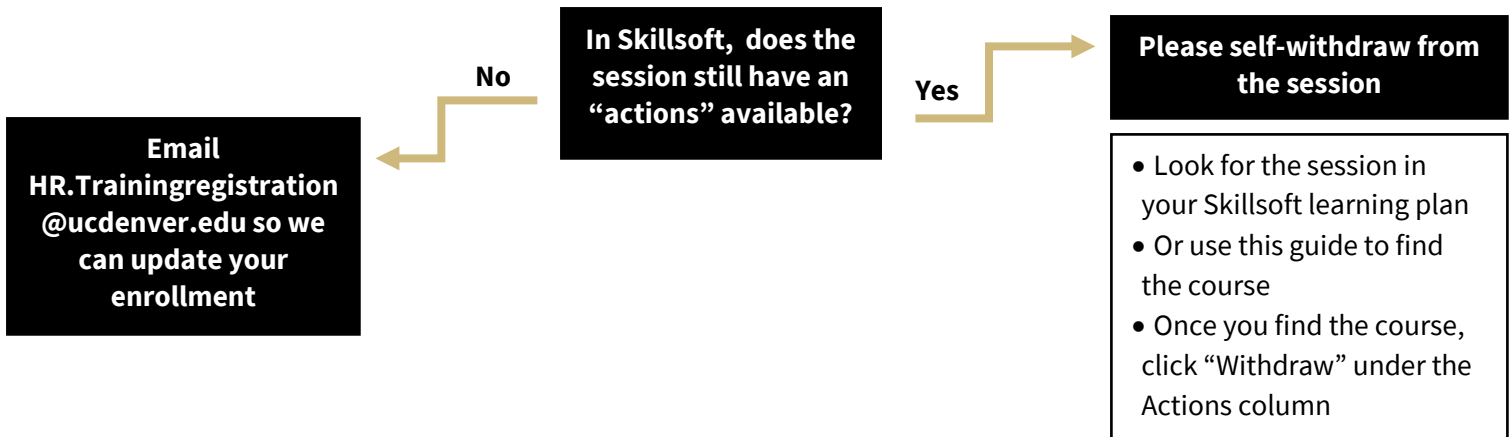 In Skillsoft,  does the
session still have an
“actions” available?
No
Email
HR.Trainingregistration
@ucdenver.edu so we
can update your
enrollment
Yes
Please self-withdraw from
the session
• Look for the session in
your Skillsoft learning plan
• Or use this guide to find
the course
• Once you find the course,
click “Withdraw” under the
Actions column